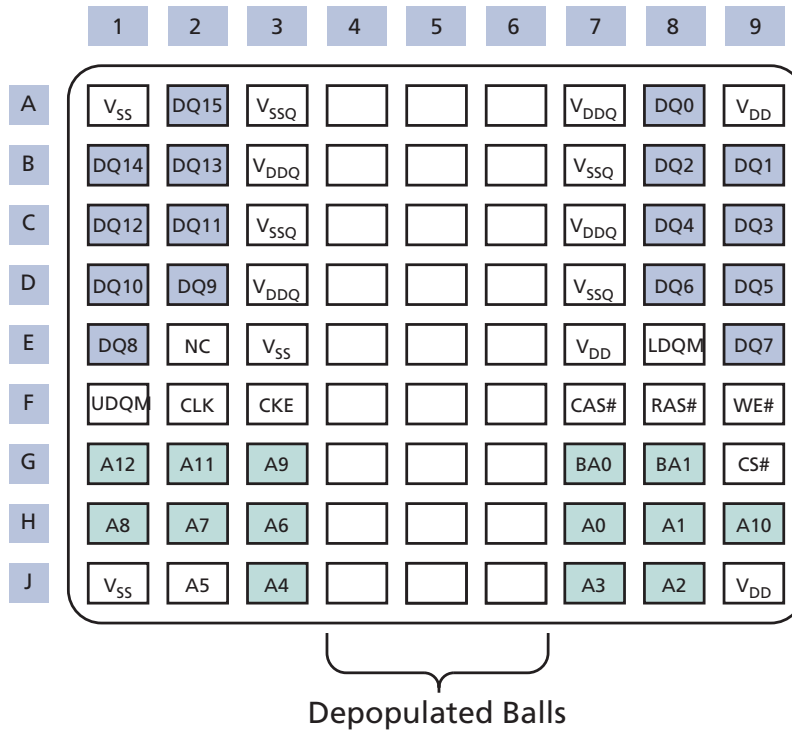 1 2 3 4 5 6 7 8 9
A VSS DQ15 VSSQ VDDQ DQ0 VDD
B DQ14 DQ13 VDDQ VSSQ DQ2 DQ1
C DQ12 DQ11 VSSQ VDDQ DQ4 DQ3
D DQ10 DQ9 VDDQ VSSQ DQ6 DQ5
E DQ8 NC VSS VDD LDQM DQ7
F UDQM CLK CKE CAS# RAS# WE#
G A12 A11 A9 BA0 BA1 CS#
H A8 A7 A6 A0 A1 A10
J VSS A5 A4 A3 A2 VDD
Depopulated Balls